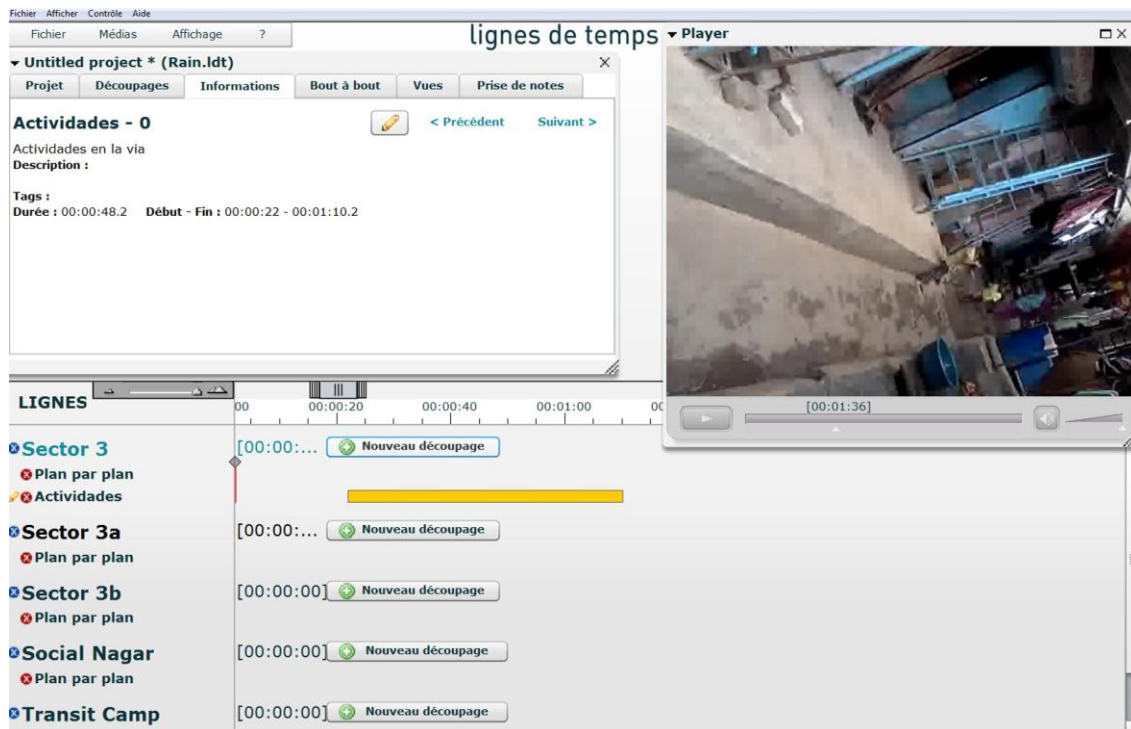 Fichier Afficher Contrôle Aide
Fichier Médias Affichage ?
lignes de temps
Untitled project * (Rain.ldt)
Projet Découpages Informations Bout à bout Vues Prise de notes
Actividades - 0
< Précédent Suivant >
Actividades en la via
Description :
Tags :
Durée : 00:00:48.2 Début - Fin : 00:00:22 - 00:01:10.2
Player
[00:01:36]
LIGNES
00 00:00:20 00:00:40 00:01:00 00
Sector 3 [00:00:... Nouveau découpage
Plan par plan
Actividades
Sector 3a [00:00:... Nouveau découpage
Plan par plan
Sector 3b [00:00:00] Nouveau découpage
Plan par plan
Social Nagar [00:00:00] Nouveau découpage
Plan par plan
Transit Camp [00:00:00] Nouveau découpage